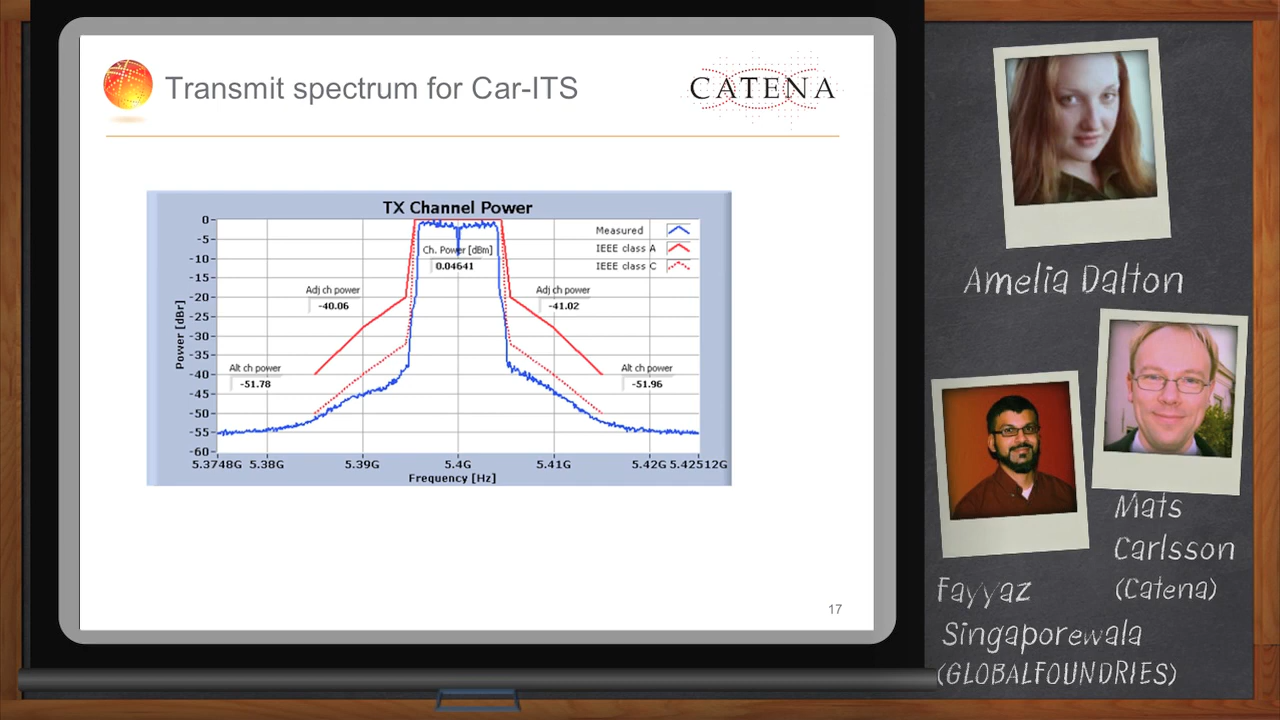 Transmit spectrum for Car-ITS
CATENA
TX Channel Power
Measured
IEEE class A
IEEE class C
Ch. Power [dBm]
0.04641
Adj ch power
-40.06
Adj ch power
-41.02
Alt ch power
-51.78
Alt ch power
-51.96
Power [dBr]
0
-5
-10
-15
-20
-25
-30
-35
-40
-45
-50
-55
-60
5.3748G 5.38G 5.39G 5.4G 5.41G 5.42G 5.42512G
Frequency [Hz]
17
Amelia Dalton
Mats
Carlsson
(Catena)
Fayyaz
Singaporewala
(GLOBALFOUNDRIES)